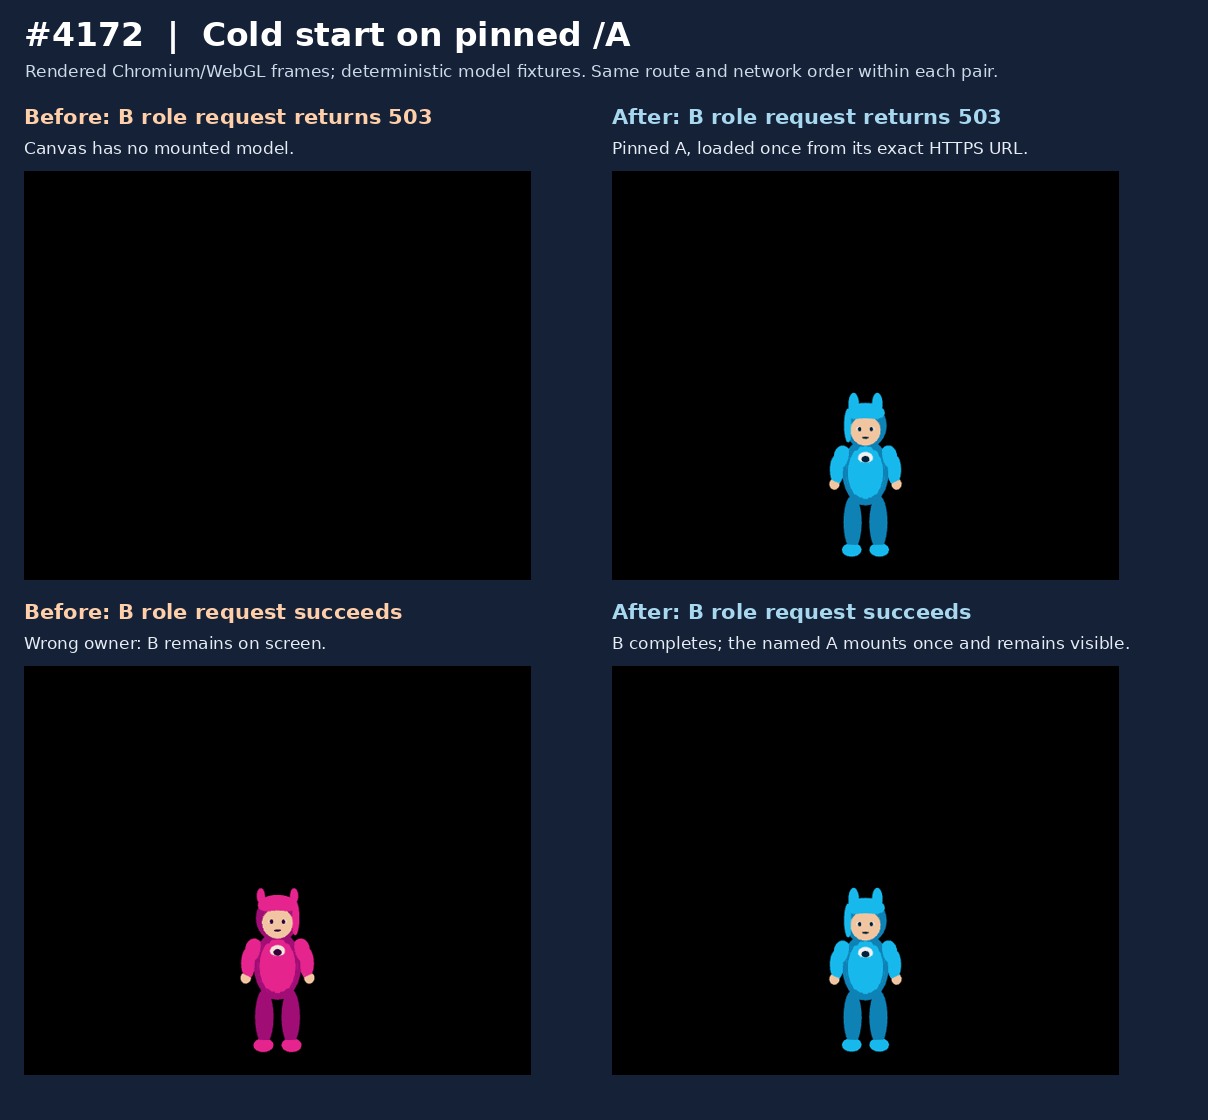 #4172 | Cold start on pinned /A
Rendered Chromium/WebGL frames; deterministic model fixtures. Same route and network order within each pair.
Before: B role request returns 503
Canvas has no mounted model.
After: B role request returns 503
Pinned A, loaded once from its exact HTTPS URL.
Before: B role request succeeds
Wrong owner: B remains on screen.
After: B role request succeeds
B completes; the named A mounts once and remains visible.